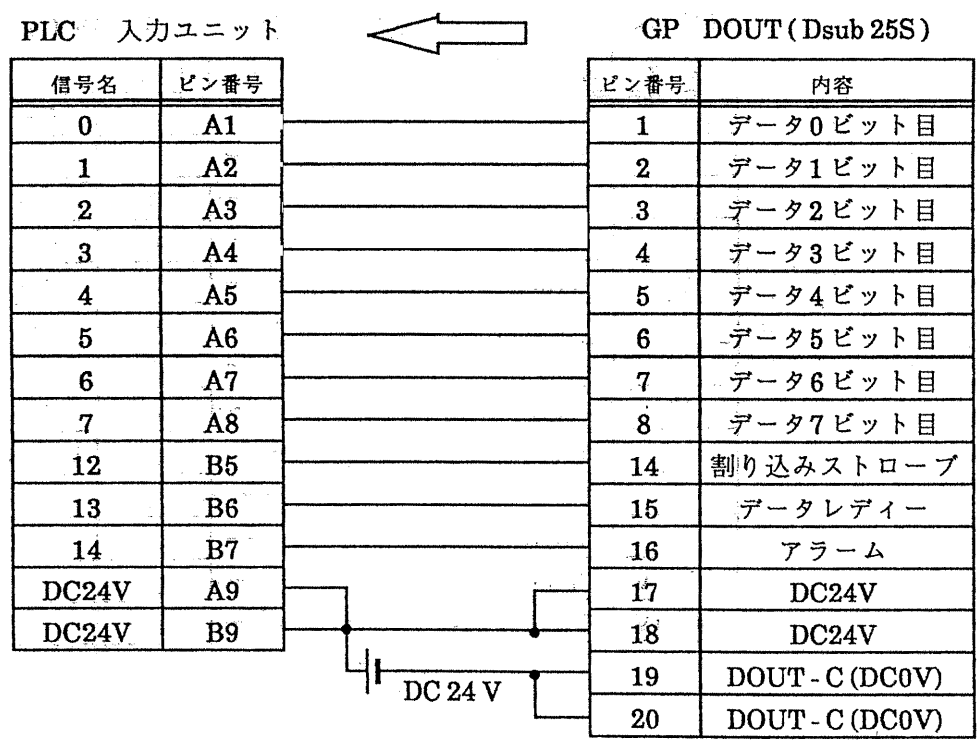 PLC 入力ユニット GP DOUT ( Dsub 25S )
信号名 ピン番号 ピン番号 内容
0 A1 1 データ0ビット目
1 A2 2 データ1ビット目
2 A3 3 データ2ビット目
3 A4 4 データ3ビット目
4 A5 5 データ4ビット目
5 A6 6 データ5ビット目
6 A7 7 データ6ビット目
7 A8 8 データ7ビット目
12 B5 14 割り込みストローブ
13 B6 15 データレディー
14 B7 16 アラーム
DC24V A9 17 DC24V
DC24V B9 18 DC24V
19 DOUT - C (DC0V)
DC 24 V
20 DOUT - C (DC0V)